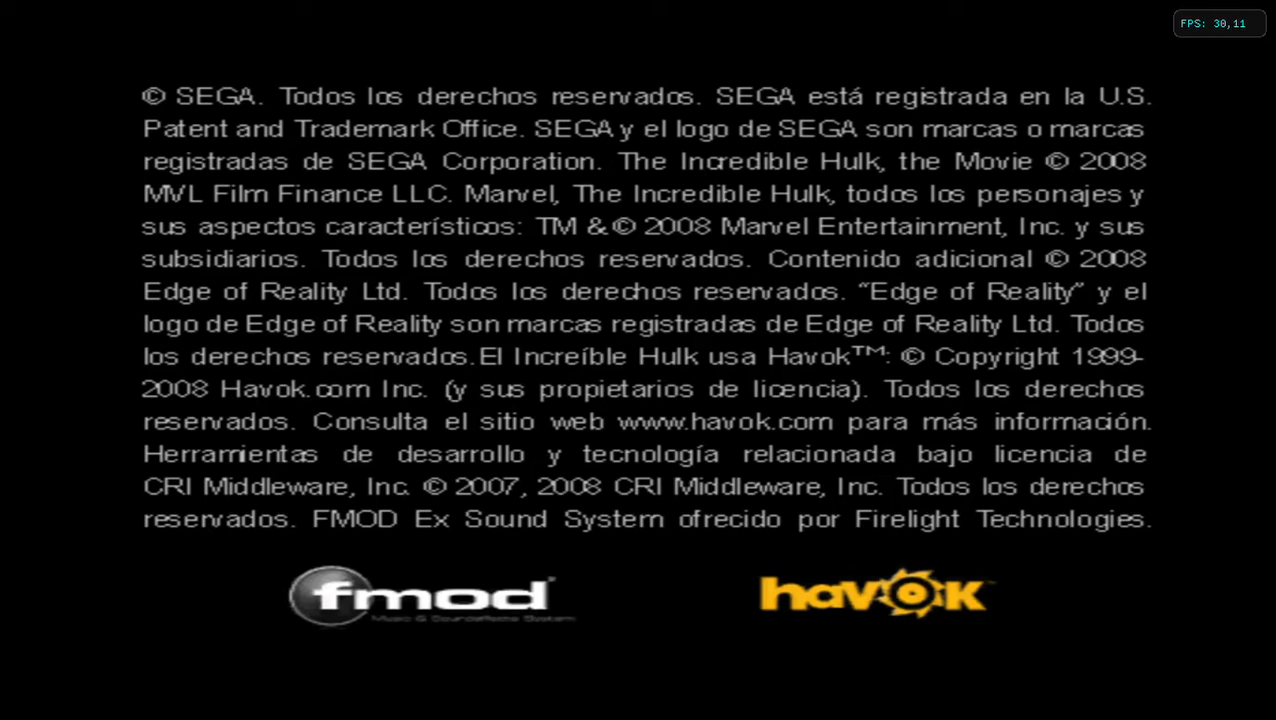 FPS: 30,11
© SEGA. Todos los derechos reservados. SEGA está registrada en la U.S.
Patent and Trademark Office. SEGA y el logo de SEGA son marcas o marcas
registradas de SEGA Corporation. The Incredible Hulk, the Movie © 2008
MVL Film Finance LLC. Marvel, The Incredible Hulk, todos los personajes y
sus aspectos característicos: TM & © 2008 Marvel Entertainment, Inc. y sus
subsidiarios. Todos los derechos reservados. Contenido adicional © 2008
Edge of Reality Ltd. Todos los derechos reservados. “Edge of Reality” y el
logo de Edge of Reality son marcas registradas de Edge of Reality Ltd. Todos
los derechos reservados.El Increíble Hulk usa Havok™: © Copyright 1999-
2008 Havok.com Inc. (y sus propietarios de licencia). Todos los derechos
reservados. Consulta el sitio web www.havok.com para más información.
Herramientas de desarrollo y tecnología relacionada bajo licencia de
CRI Middleware, Inc. © 2007, 2008 CRI Middleware, Inc. Todos los derechos
reservados. FMOD Ex Sound System ofrecido por Firelight Technologies.
fmod havok